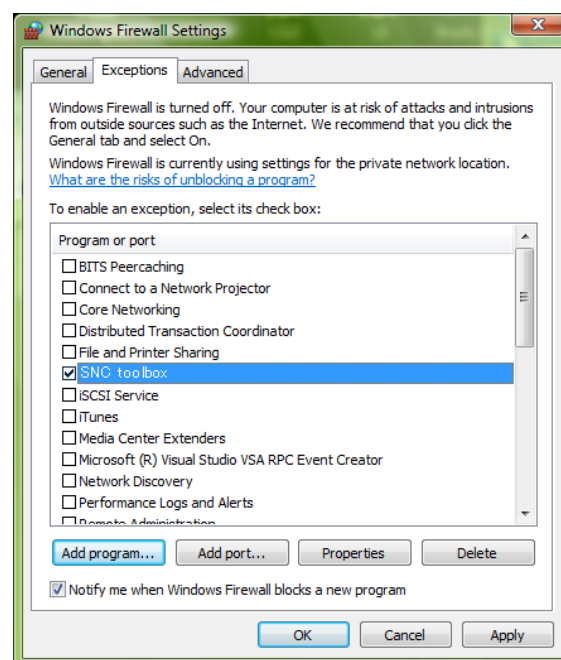 Windows Firewall Settings
General Exceptions Advanced
Windows Firewall is turned off. Your computer is at risk of attacks and intrusions
from outside sources such as the Internet. We recommend that you click the
General tab and select On.
Windows Firewall is currently using settings for the private network location.
What are the risks of unblocking a program?
To enable an exception, select its check box:
Program or port
BITS Peercaching
Connect to a Network Projector
Core Networking
Distributed Transaction Coordinator
File and Printer Sharing
SNC toolbox
iSCSI Service
iTunes
Media Center Extenders
Microsoft (R) Visual Studio VSA RPC Event Creator
Network Discovery
Performance Logs and Alerts
Remote Administration
Add program... Add port... Properties Delete
Notify me when Windows Firewall blocks a new program
OK Cancel Apply